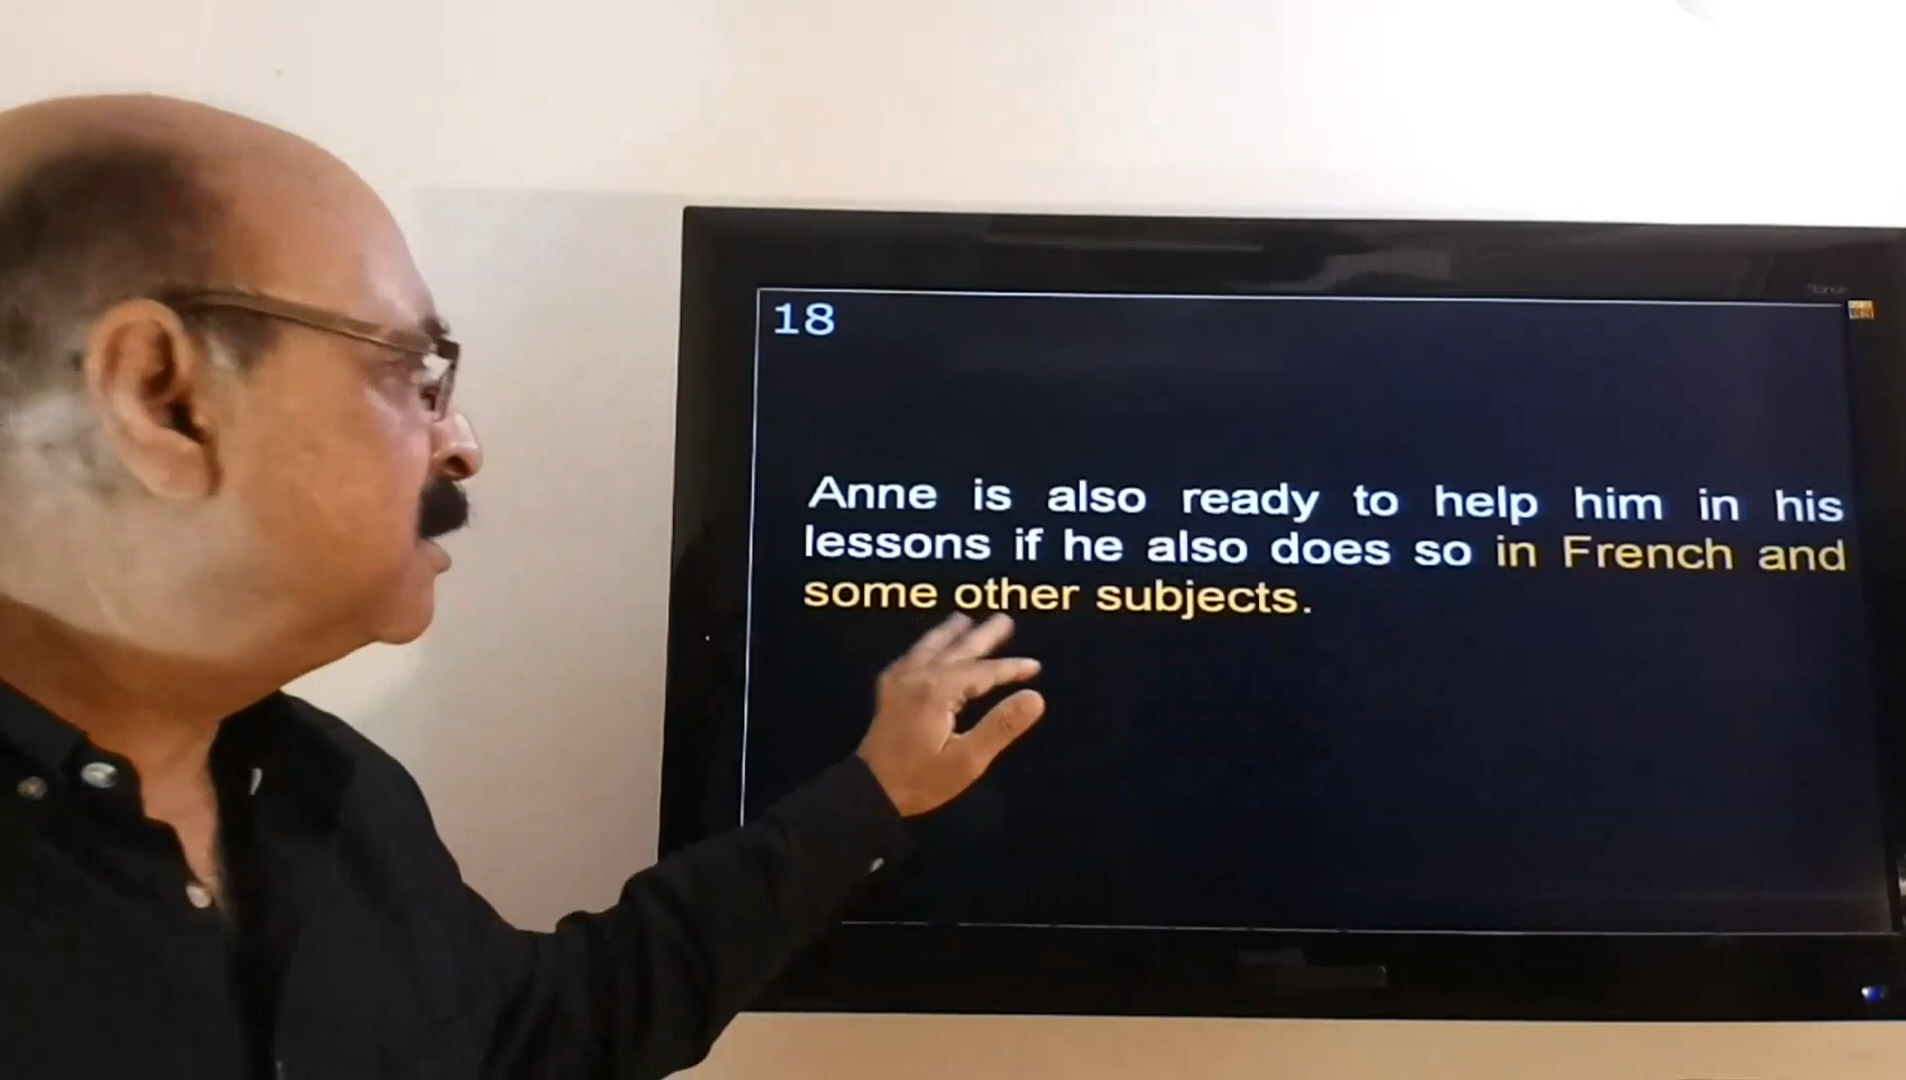 18
Anne is also ready to help him in his
lessons if he also does so in French and
some other subjects.